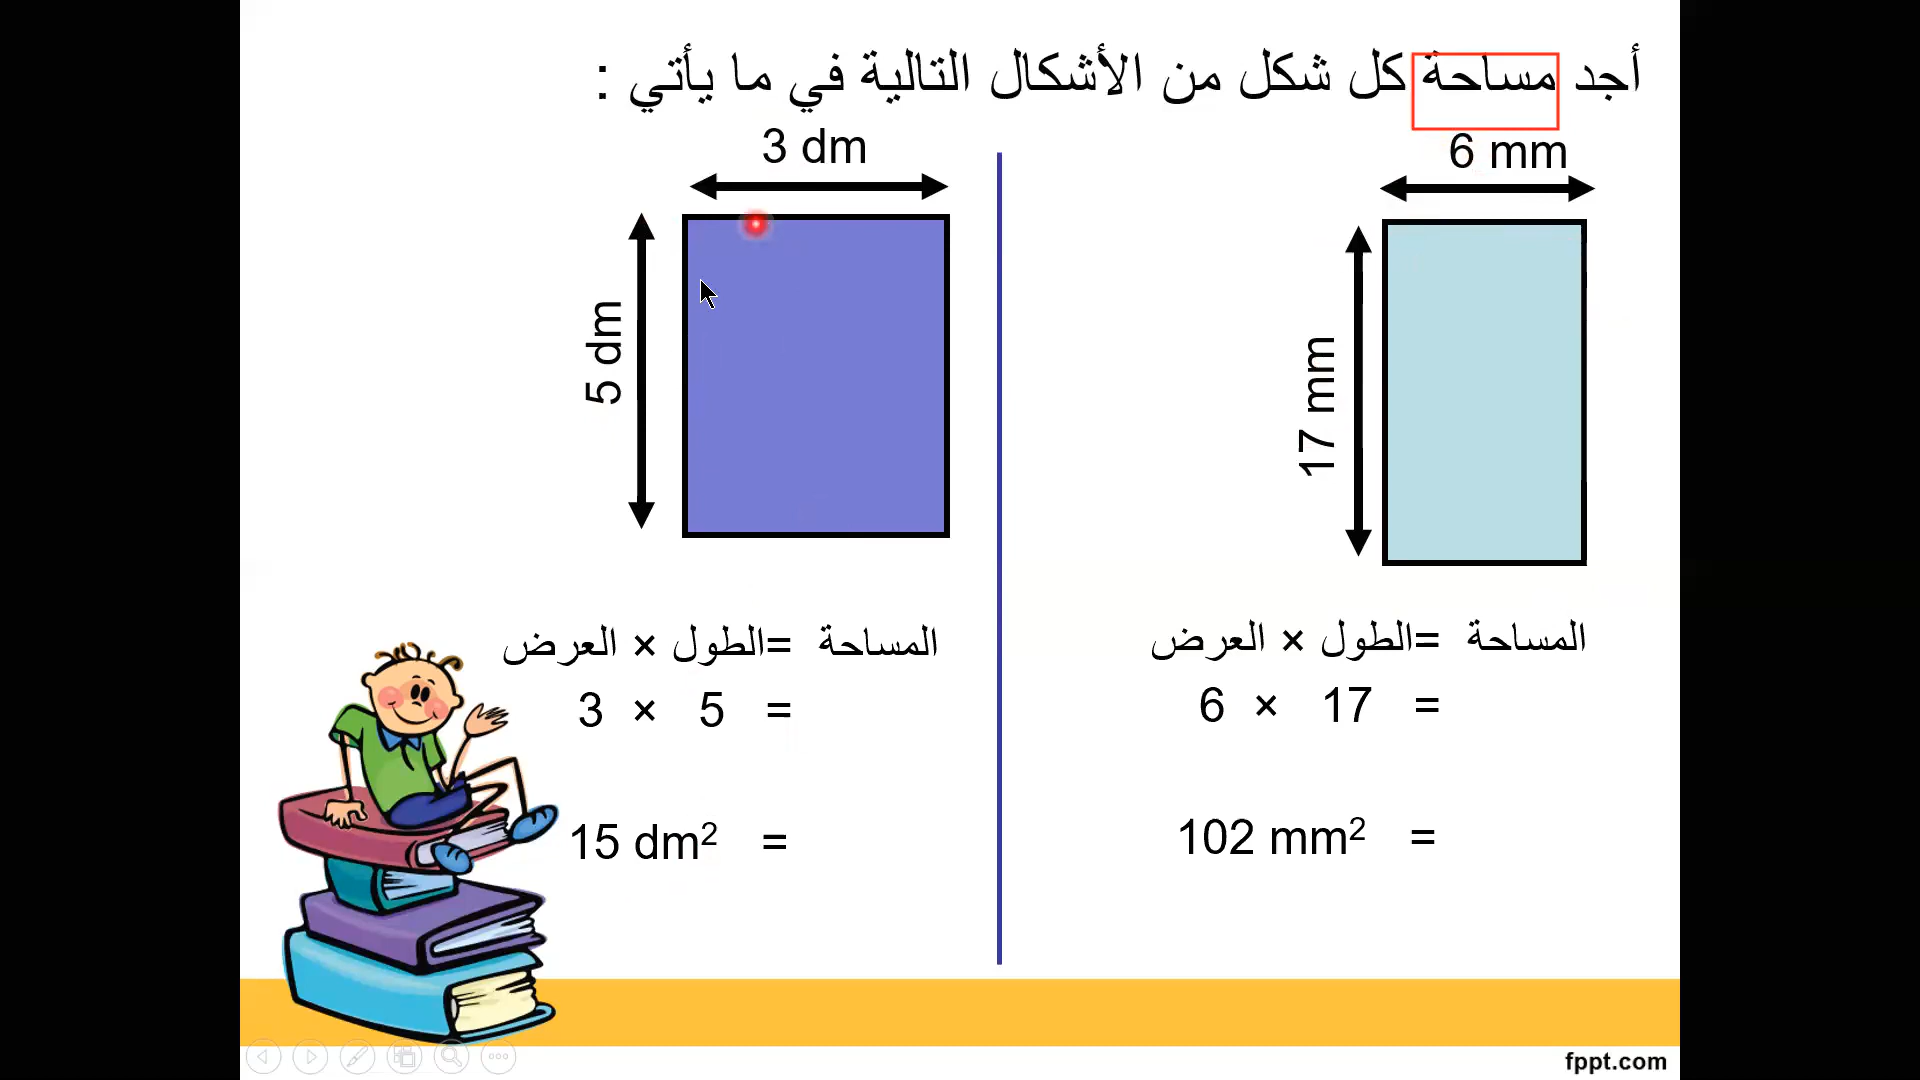 أجد مساحة كل شكل من الأشكال التالية في ما يأتي :
6 mm
17 mm
المساحة =الطول × العرض
= 17 × 6
= 102 mm²
3 dm
5 dm
المساحة =الطول × العرض
= 5 × 3
= 15 dm²
fppt.com